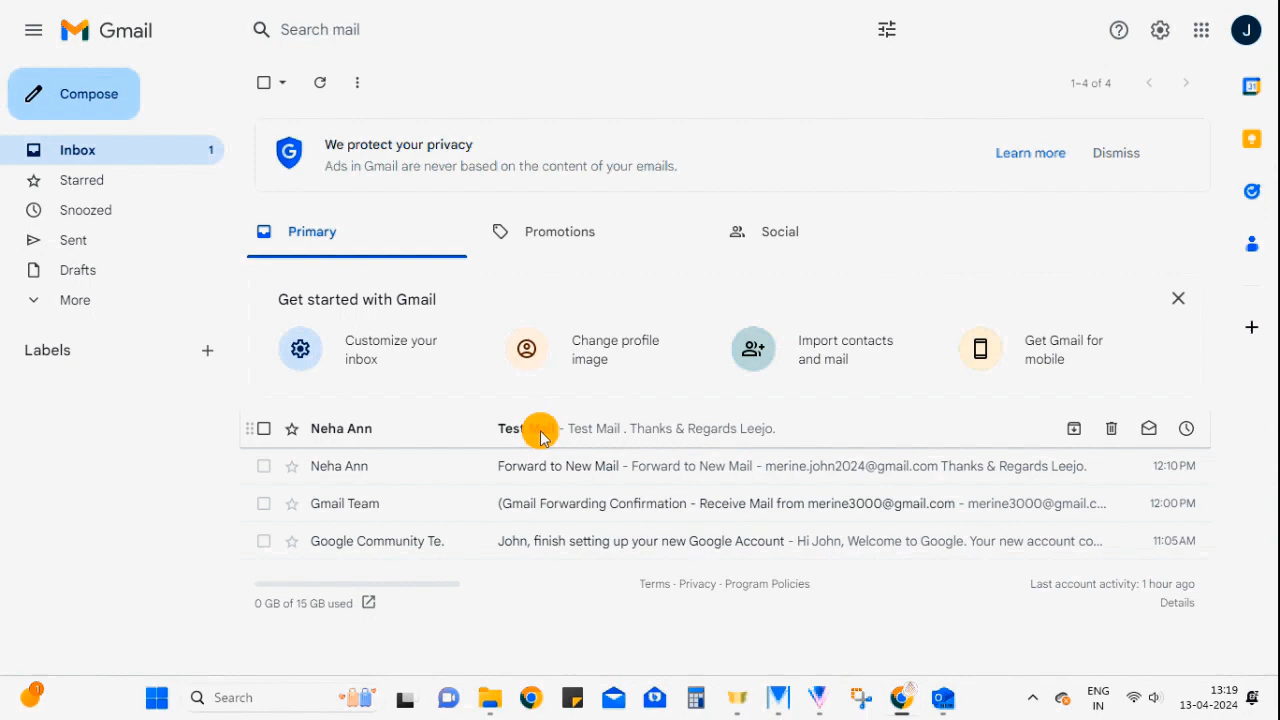 Gmail
Search mail
J
Compose
1–4 of 4
31
Inbox 1
Starred
Snoozed
Sent
Drafts
More
Labels
G
We protect your privacy
Ads in Gmail are never based on the content of your emails.
Learn more Dismiss
Primary Promotions Social
Get started with Gmail
Customize your inbox
Change profile image
Import contacts and mail
Get Gmail for mobile
Neha Ann Test - Test Mail . Thanks & Regards Leejo.
Neha Ann Forward to New Mail - Forward to New Mail - merine.john2024@gmail.com Thanks & Regards Leejo. 12:10 PM
Gmail Team (Gmail Forwarding Confirmation - Receive Mail from merine3000@gmail.com - merine3000@gmail.c... 12:00 PM
Google Community Te. John, finish setting up your new Google Account - Hi John, Welcome to Google. Your new account co... 11:05 AM
0 GB of 15 GB used
Terms · Privacy · Program Policies
Last account activity: 1 hour ago
Details
1
Search
ENG
IN
13:19
13-04-2024